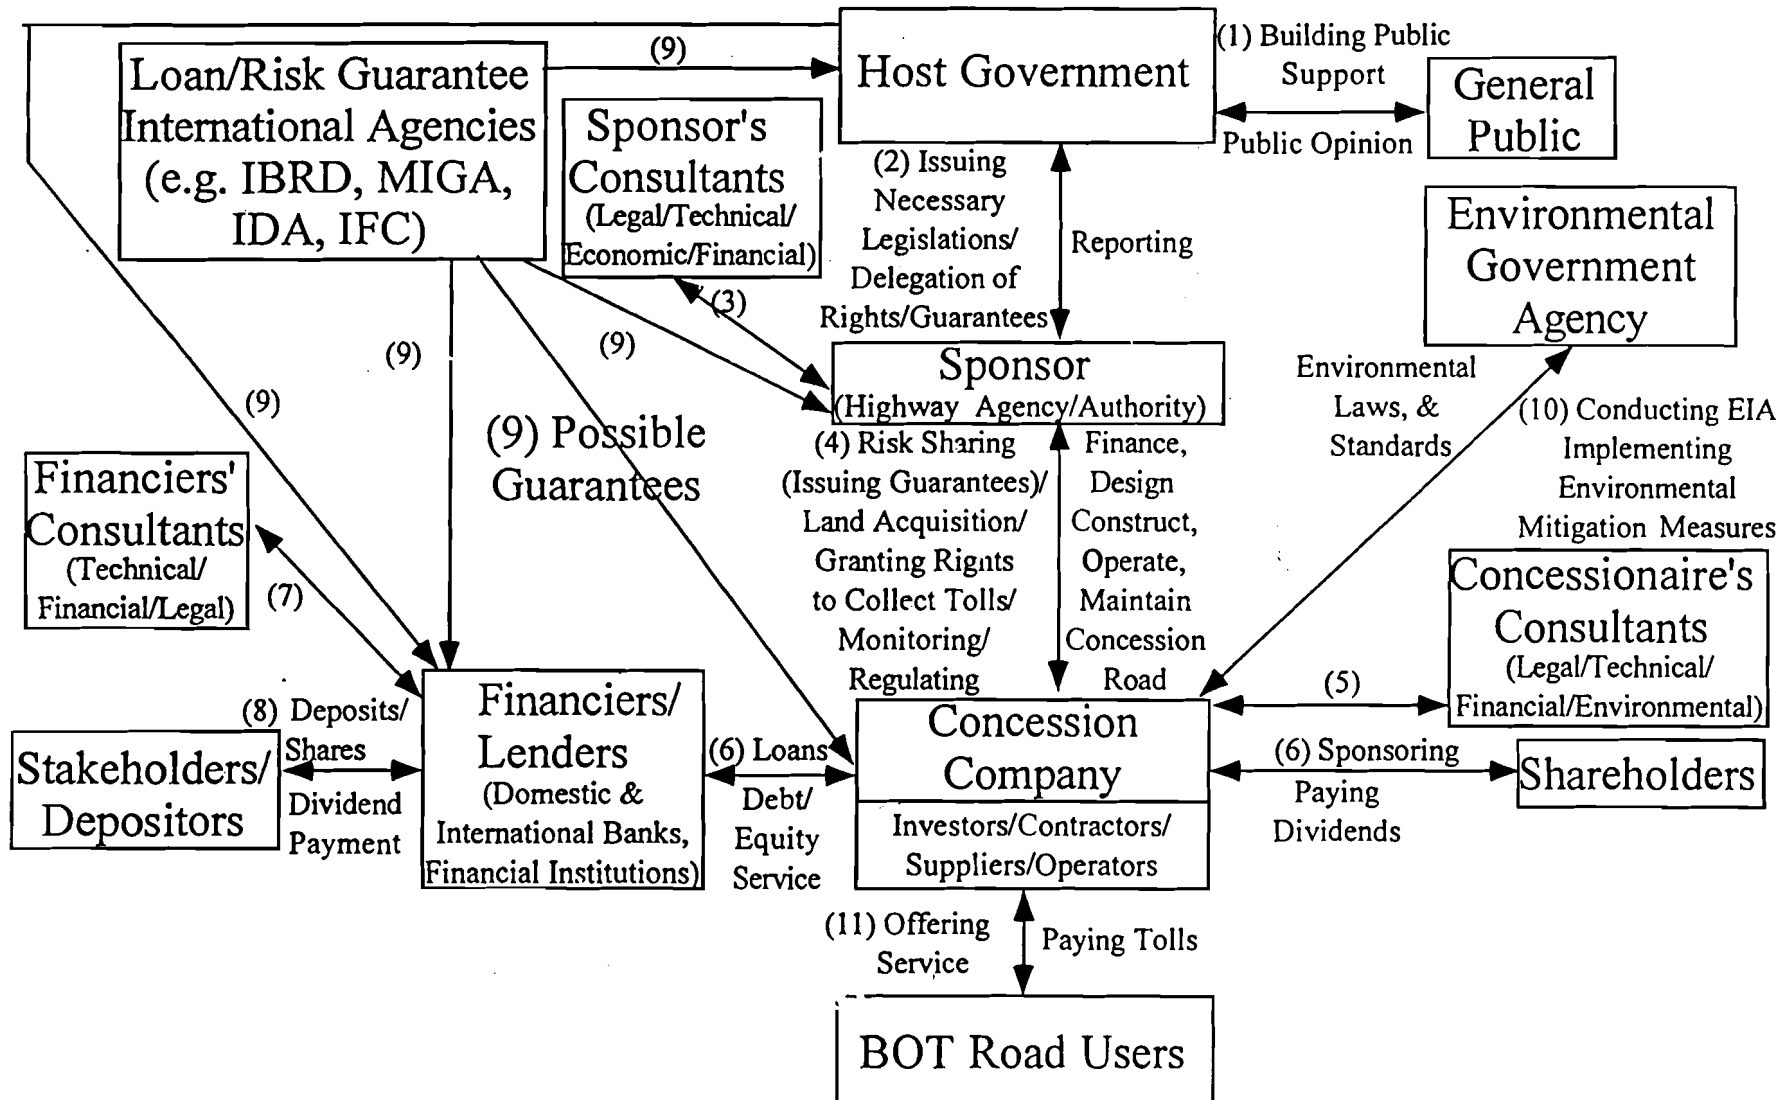 (9)
Host Government
(1) Building Public
Support
Public Opinion
General
Public
Loan/Risk Guarantee
International Agencies
(e.g. IBRD, MIGA,
IDA, IFC)
Sponsor's
Consultants
(Legal/Technical/
Economic/Financial)
(3)
(2) Issuing
Necessary
Legislations/
Delegation of
Rights/Guarantees
Reporting
Environmental
Government
Agency
(9)
(9)
(9)
Sponsor
(Highway Agency/Authority)
Environmental
Laws, &
Standards
(10) Conducting EIA
Implementing
Environmental
Mitigation Measures
(9) Possible
Guarantees
(4) Risk Sharing
(Issuing Guarantees)/
Land Acquisition/
Granting Rights
to Collect Tolls/
Monitoring/
Regulating
Finance,
Design
Construct,
Operate,
Maintain
Concession
Road
Financiers'
Consultants
(Technical/
Financial/Legal)
(7)
Concessionaire's
Consultants
(Legal/Technical/
Financial/Environmental)
(5)
(8) Deposits/
Shares
Dividend
Payment
Stakeholders/
Depositors
Financiers/
Lenders
(Domestic &
International Banks,
Financial Institutions)
(6) Loans
Debt/
Equity
Service
Concession
Company
Investors/Contractors/
Suppliers/Operators
(6) Sponsoring
Paying
Dividends
Shareholders
(11) Offering
Service
Paying Tolls
BOT Road Users